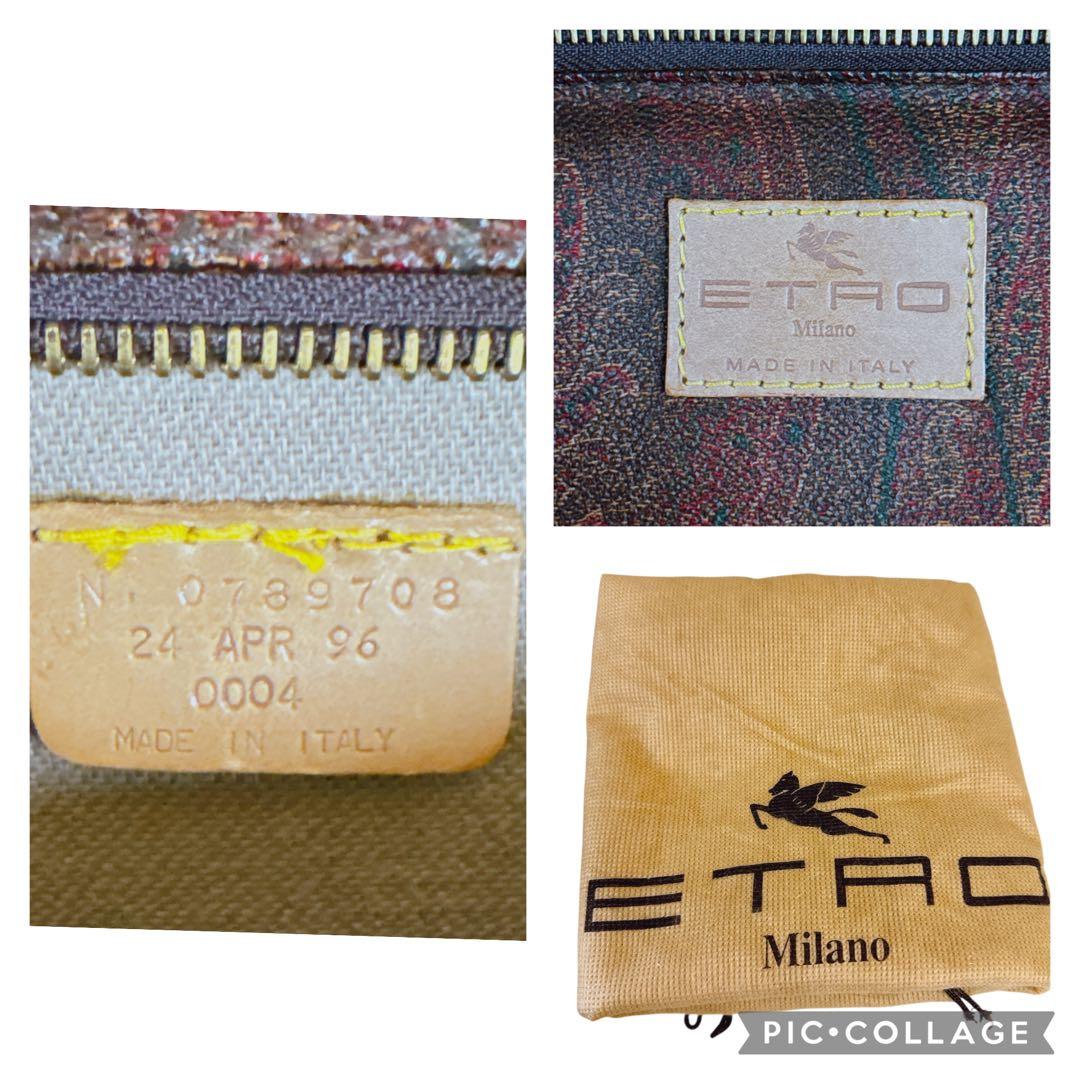 N. 0789708
24 APR 96
0004
MADE IN ITALY
ETRO
Milano
MADE IN ITALY
ETRO
Milano
PIC•COLLAGE